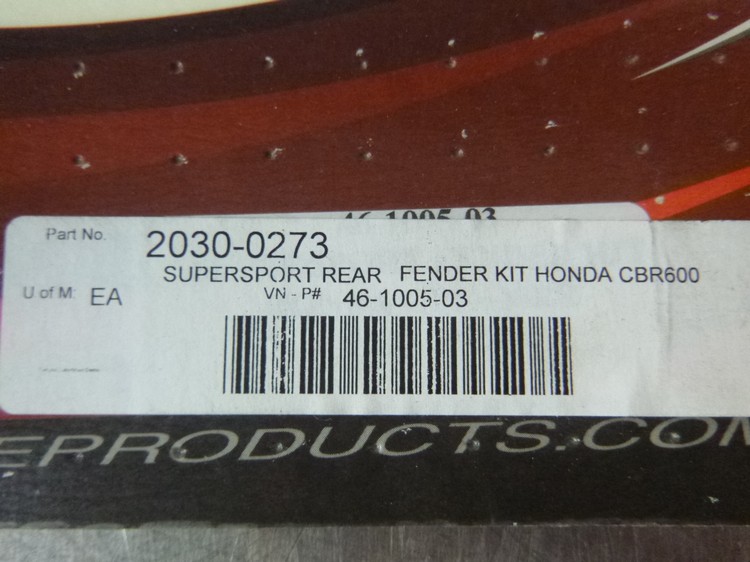 46-1005-03
Part No. 2030-0273
SUPERSPORT REAR FENDER KIT HONDA CBR600
U of M EA VN - P# 46-1005-03
EPRODUCTS.COM